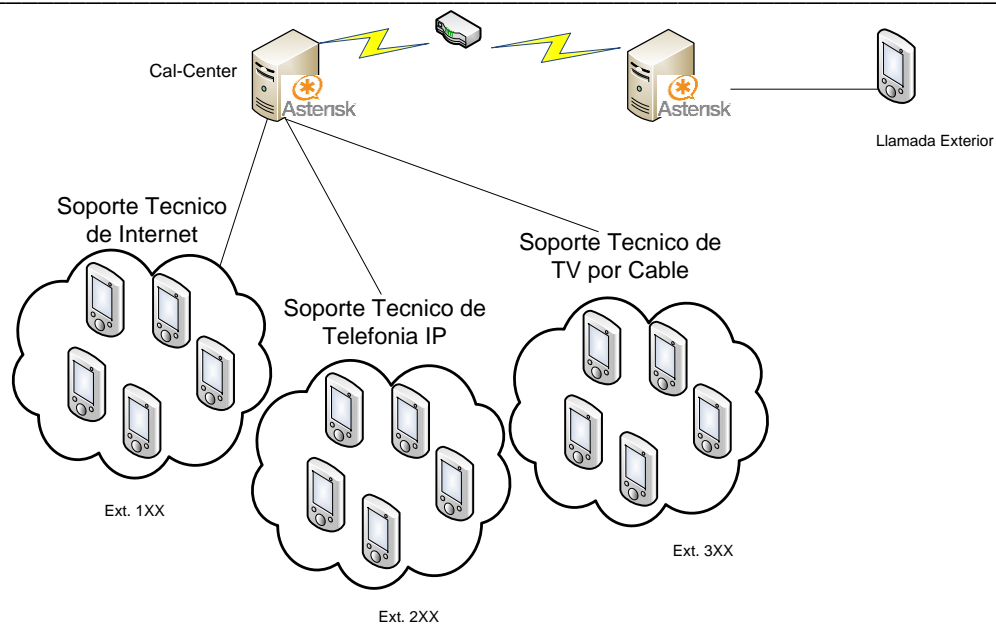 Cal-Center
Asterisk
Asterisk
Llamada Exterior
Soporte Tecnico
de Internet
Soporte Tecnico de
Telefonia IP
Soporte Tecnico de
TV por Cable
Ext. 1XX
Ext. 2XX
Ext. 3XX